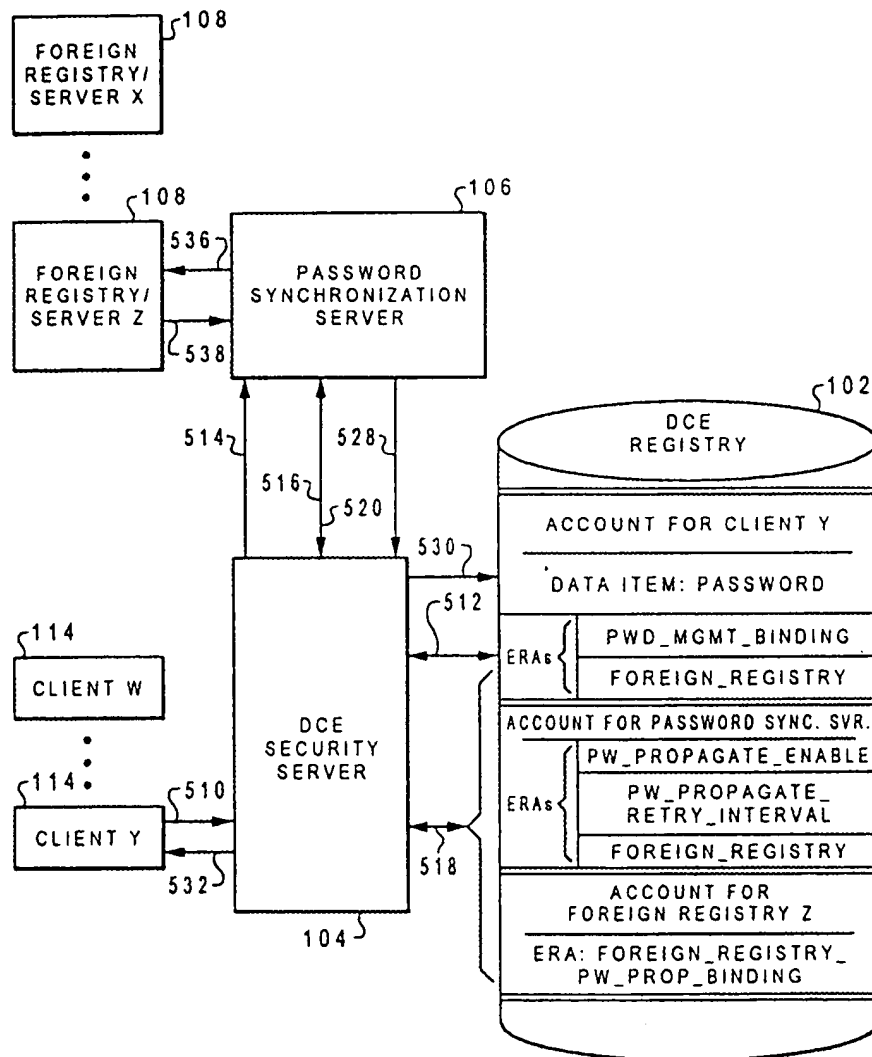 108
FOREIGN
REGISTRY/
SERVER X
108
FOREIGN
REGISTRY/
SERVER Z
536
538
106
PASSWORD
SYNCHRONIZATION
SERVER
514
516
520
528
102
DCE
REGISTRY
ACCOUNT FOR CLIENT Y
DATA ITEM: PASSWORD
ERAs
PWD_MGMT_BINDING
FOREIGN_REGISTRY
ACCOUNT FOR PASSWORD SYNC. SVR.
ERAs
PW_PROPAGATE_ENABLE
PW_PROPAGATE_
RETRY_INTERVAL
FOREIGN_REGISTRY
ACCOUNT FOR
FOREIGN REGISTRY Z
ERA: FOREIGN_REGISTRY_
PW_PROP_BINDING
530
512
518
DCE
SECURITY
SERVER
104
114
CLIENT W
114
CLIENT Y
510
532